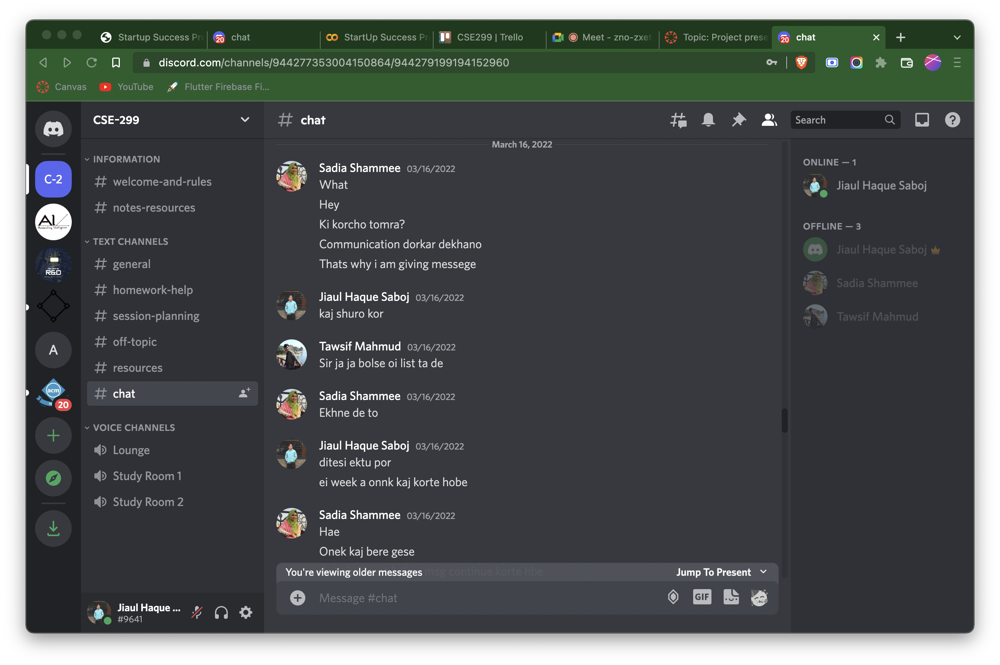 Startup Success Pre
20 chat
StartUp Success Pr
CSE299 | Trello
Meet - zno-zxet
Topic: Project prese
20 chat
discord.com/channels/944277353004150864/944279199194152960
Canvas
YouTube
Flutter Firebase Fi...
CSE-299
chat
Search
C-2
AI
Accelerating Intelligence
R&D
A
acm
20
INFORMATION
welcome-and-rules
notes-resources
TEXT CHANNELS
general
homework-help
session-planning
off-topic
resources
chat
VOICE CHANNELS
Lounge
Study Room 1
Study Room 2
Jiaul Haque ...
#9641
March 16, 2022
Sadia Shammee 03/16/2022
What
Hey
Ki korcho tomra?
Communication dorkar dekhano
Thats why i am giving messege
Jiaul Haque Saboj 03/16/2022
kaj shuro kor
Tawsif Mahmud 03/16/2022
Sir ja ja bolse oi list ta de
Sadia Shammee 03/16/2022
Ekhne de to
Jiaul Haque Saboj 03/16/2022
ditesi ektu por
ei week a onnk kaj korte hobe
Sadia Shammee 03/16/2022
Hae
Onek kaj bere gese
msg continue korte hbe
You're viewing older messages
Jump To Present
Message #chat
GIF
ONLINE — 1
Jiaul Haque Saboj
OFFLINE — 3
Jiaul Haque Saboj
Sadia Shammee
Tawsif Mahmud